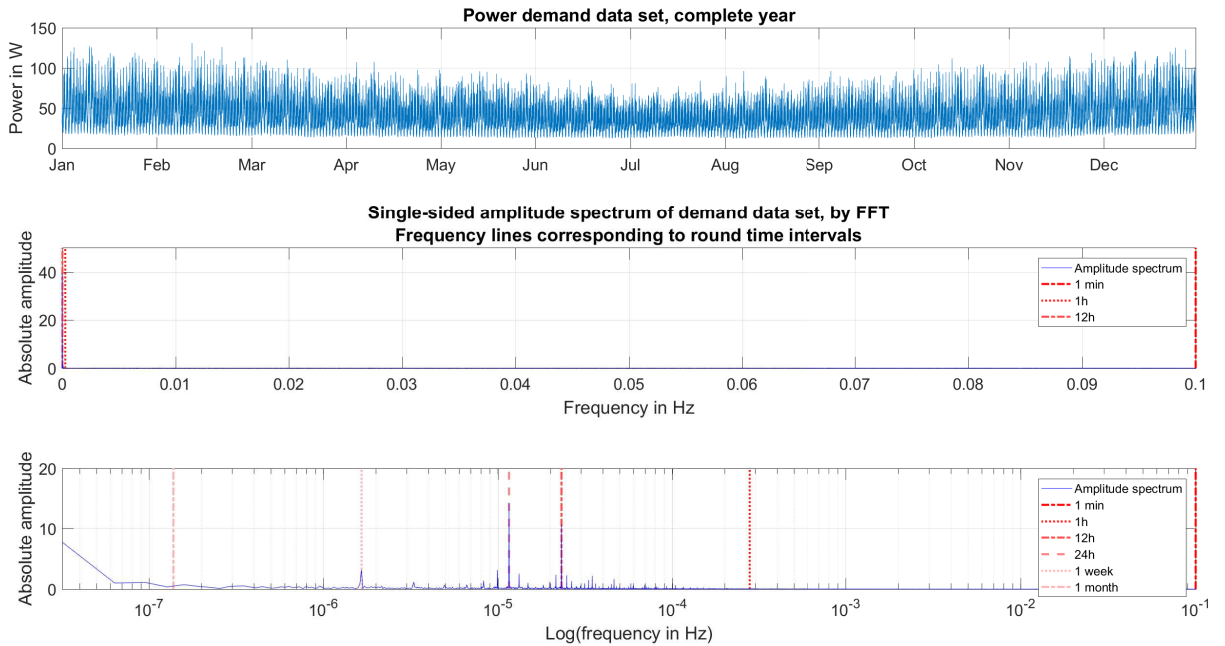 Power demand data set, complete year
150
100
50
0
Power in W
Jan Feb Mar Apr May Jun Jul Aug Sep Oct Nov Dec
Single-sided amplitude spectrum of demand data set, by FFT
Frequency lines corresponding to round time intervals
40
20
0
Absolute amplitude
Amplitude spectrum
1 min
1h
12h
0 0.01 0.02 0.03 0.04 0.05 0.06 0.07 0.08 0.09 0.1
Frequency in Hz
20
10
0
Absolute amplitude
Amplitude spectrum
1 min
1h
12h
24h
1 week
1 month
10^-7 10^-6 10^-5 10^-4 10^-3 10^-2 10^-1
Log(frequency in Hz)